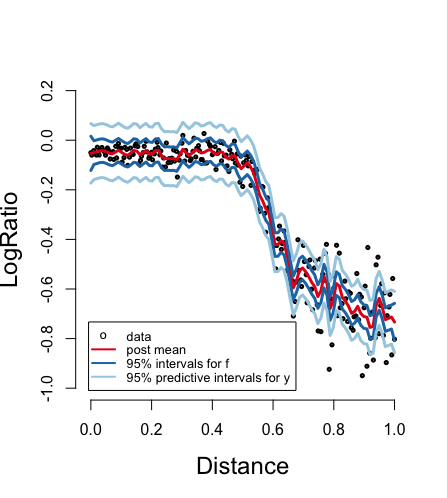 0.2
0.0
-0.2
-0.4
-0.6
-0.8
-1.0
LogRatio
data
post mean
95% intervals for f
95% predictive intervals for y
0.0 0.2 0.4 0.6 0.8 1.0
Distance